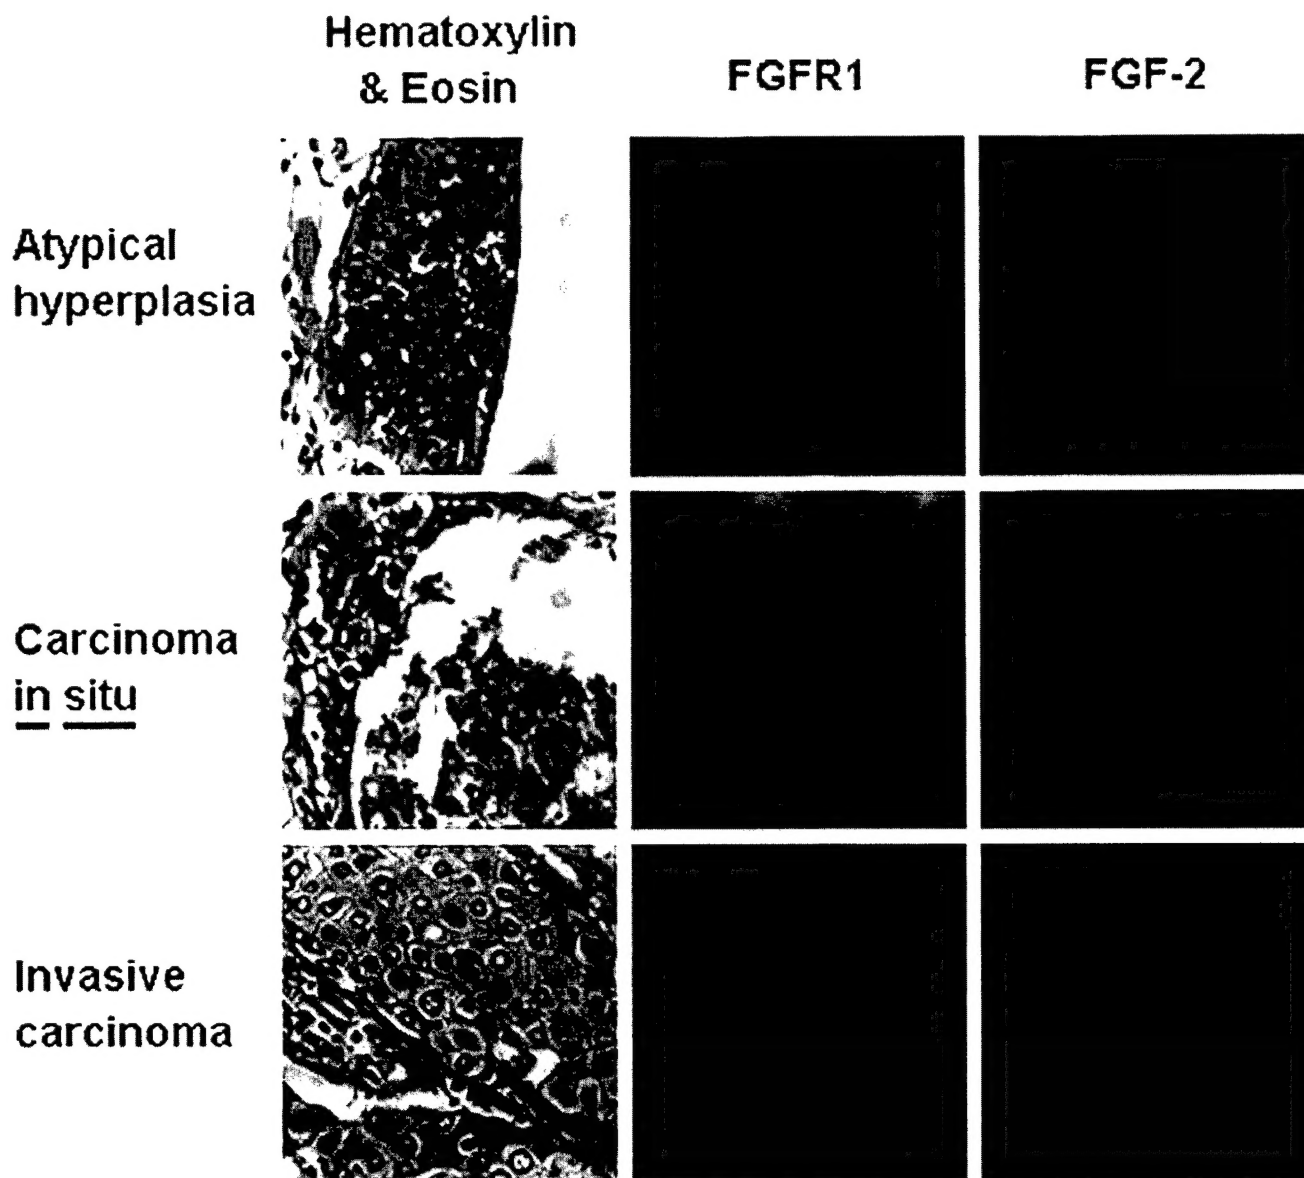 Hematoxylin
& Eosin
FGFR1
FGF-2
Atypical
hyperplasia
Carcinoma
in situ
Invasive
carcinoma